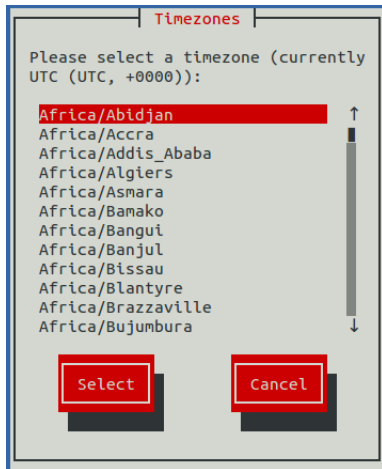 Timezones
Please select a timezone (currently
UTC (UTC, +0000)):
Africa/Abidjan
Africa/Accra
Africa/Addis_Ababa
Africa/Algiers
Africa/Asmara
Africa/Bamako
Africa/Bangui
Africa/Banjul
Africa/Bissau
Africa/Blantyre
Africa/Brazzaville
Africa/Bujumbura
Select Cancel